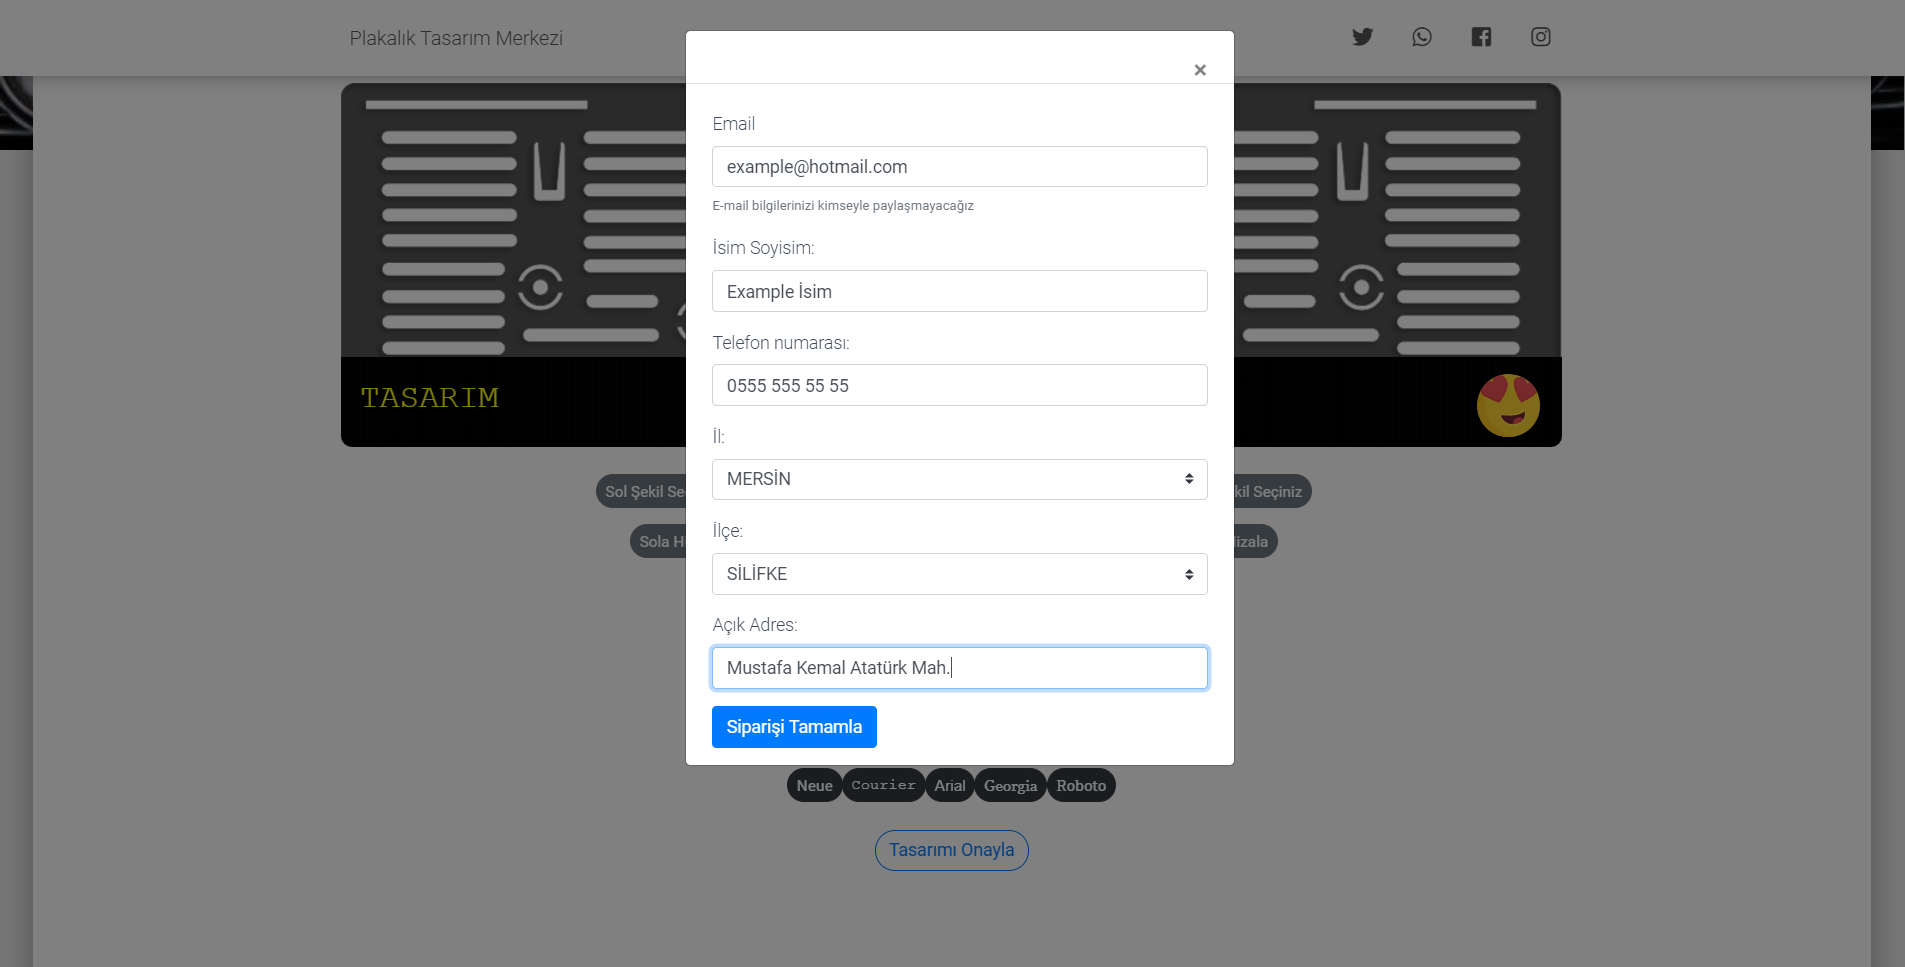 Plakalık Tasarım Merkezi
×
Email
example@hotmail.com
E-mail bilgilerinizi kimseyle paylaşmayacağız
İsim Soyisim:
Example İsim
Telefon numarası:
0555 555 55 55
TASARIM
İl:
MERSİN
Sol Şekil Se
kil Seçiniz
İlçe:
Sola Hi
izala
SİLİFKE
Açık Adres:
Mustafa Kemal Atatürk Mah.
Siparişi Tamamla
Neue Courier Arial Georgia Roboto
Tasarımı Onayla